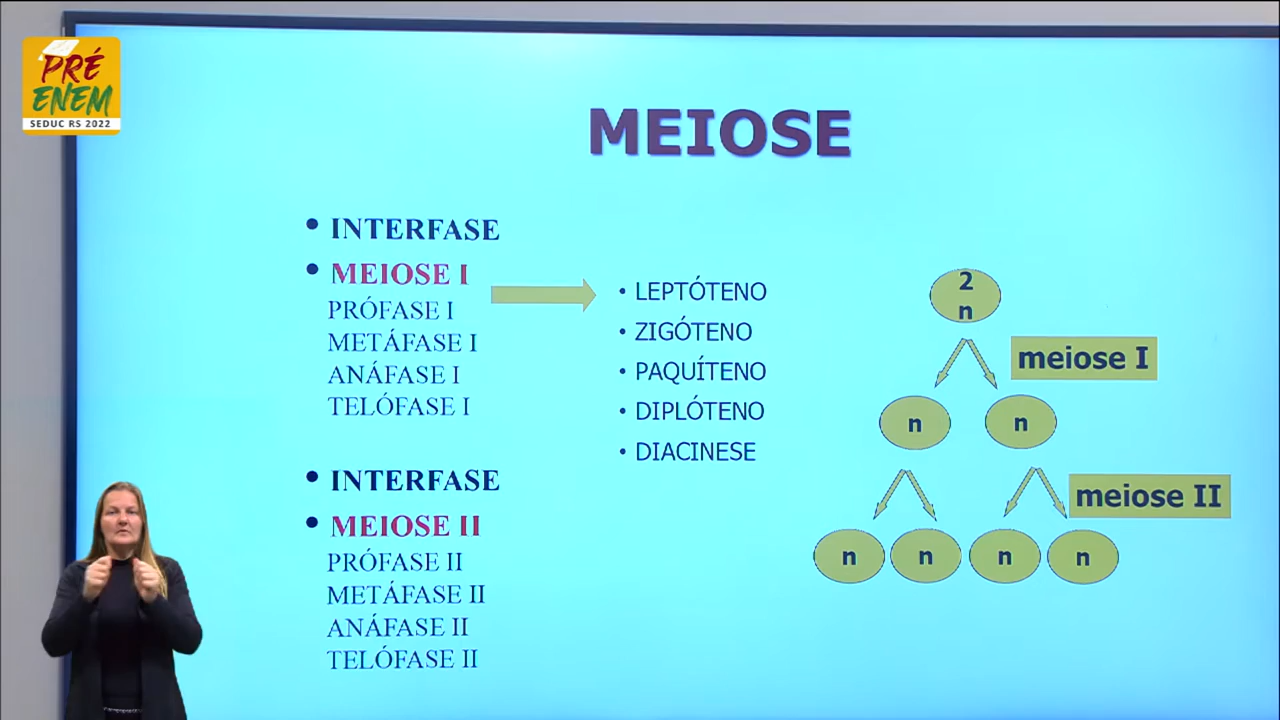 PRÉ
ENEM
SEDUC RS 2022
MEIOSE
• INTERFASE
• MEIOSE I
PRÓFASE I
METÁFASE I
ANÁFASE I
TELÓFASE I
• INTERFASE
• MEIOSE II
PRÓFASE II
METÁFASE II
ANÁFASE II
TELÓFASE II
• LEPTÓTENO
• ZIGÓTENO
• PAQUÍTENO
• DIPLÓTENO
• DIACINESE
2
n
meiose I
n n
meiose II
n n n n